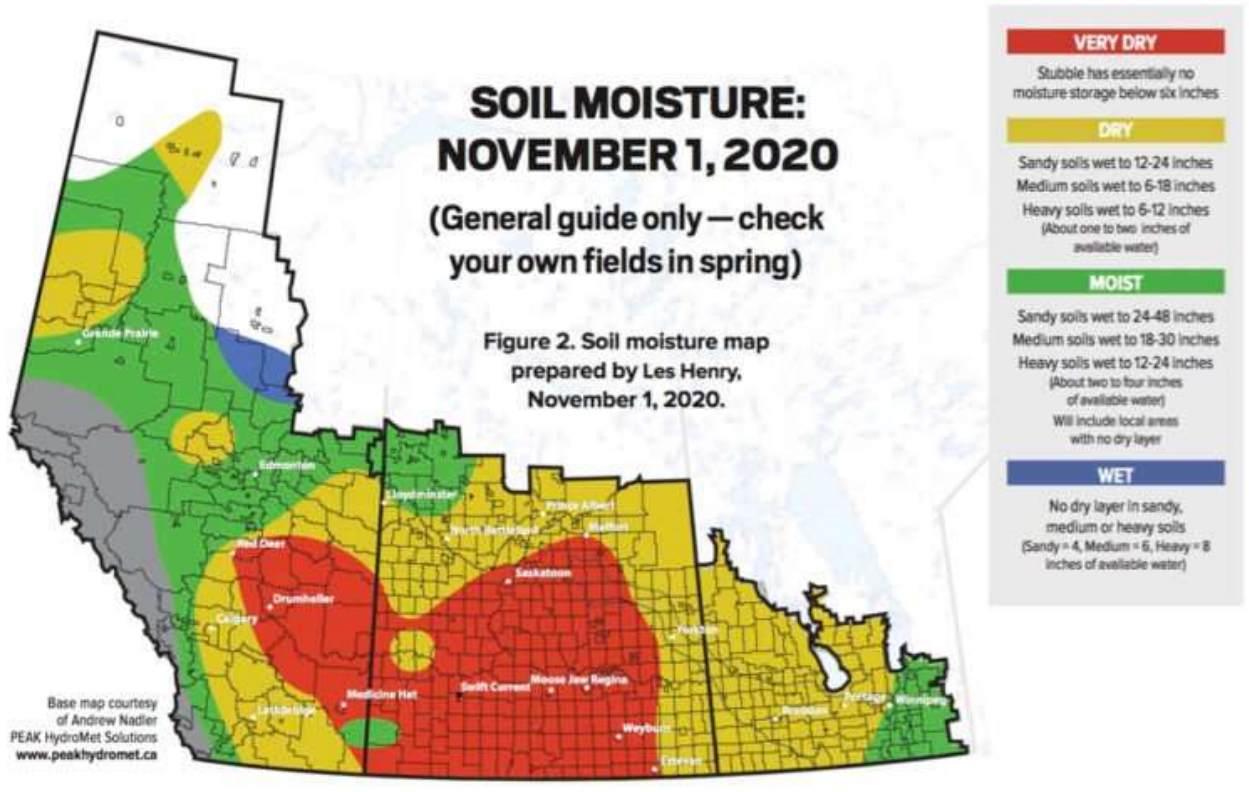 SOIL MOISTURE:
NOVEMBER 1, 2020
(General guide only — check
your own fields in spring)
Figure 2. Soil moisture map
prepared by Les Henry,
November 1, 2020.
VERY DRY
Stubble has essentially no
moisture storage below six inches
DRY
Sandy soils wet to 12-24 inches
Medium soils wet to 6-18 inches
Heavy soils wet to 6-12 inches
(About one to two inches of
available water)
MOIST
Sandy soils wet to 24-48 inches
Medium soils wet to 18-30 inches
Heavy soils wet to 12-24 inches
(About two to four inches
of available water)
Will include local areas
with no dry layer
WET
No dry layer in sandy,
medium or heavy soils
(Sandy = 4, Medium = 6, Heavy = 8
inches of available water)
Grande Prairie
Edmonton
Lloydminster
Prince Albert
North Battleford
Melfort
Red Deer
Saskatoon
Drumheller
Calgary
Yorkton
Swift Current
Moose Jaw
Regina
Medicine Hat
Lethbridge
Weyburn
Estevan
Brandon
Portage
Winnipeg
Base map courtesy
of Andrew Nadler
PEAK HydroMet Solutions
www.peakhydromet.ca